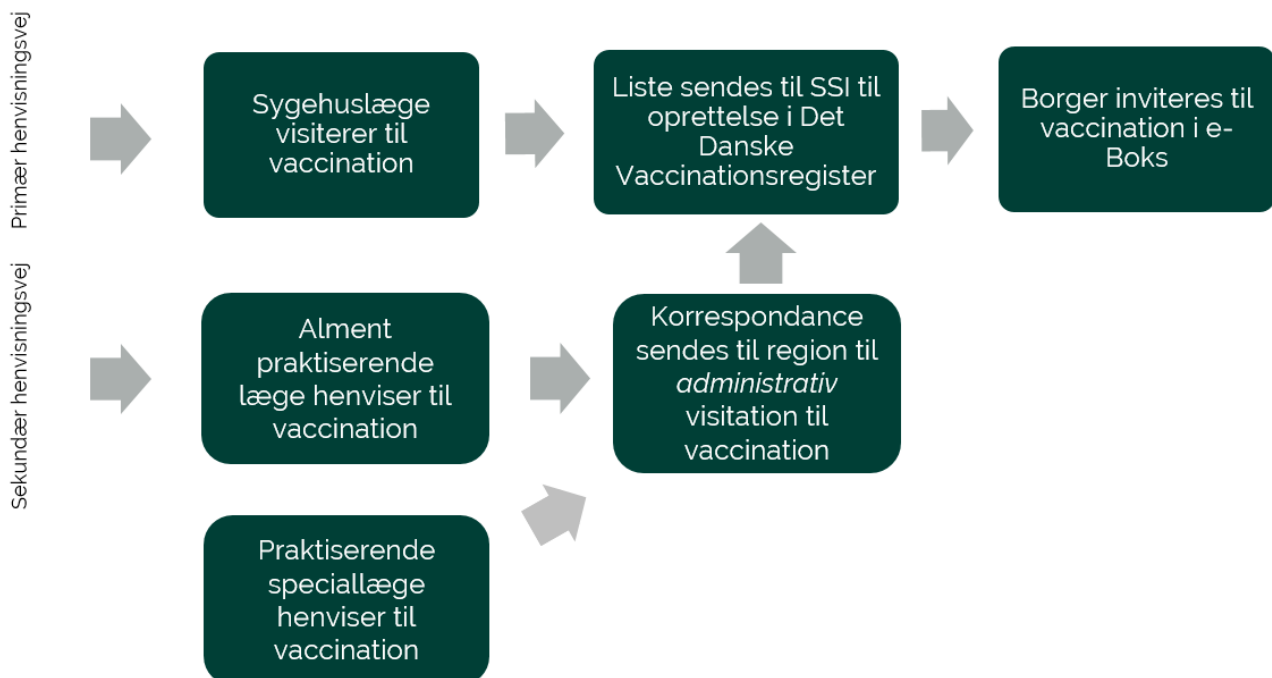 Primær henvisningsvej
Sygehuslæge
visiterer til
vaccination
Liste sendes til SSI til
oprettelse i Det
Danske
Vaccinationsregister
Borger inviteres til
vaccination i e-
Boks
Sekundær henvisningsvej
Alment
praktiserende
læge henviser til
vaccination
Korrespondance
sendes til region til
administrativ
visitation til
vaccination
Praktiserende
speciallæge
henviser til
vaccination